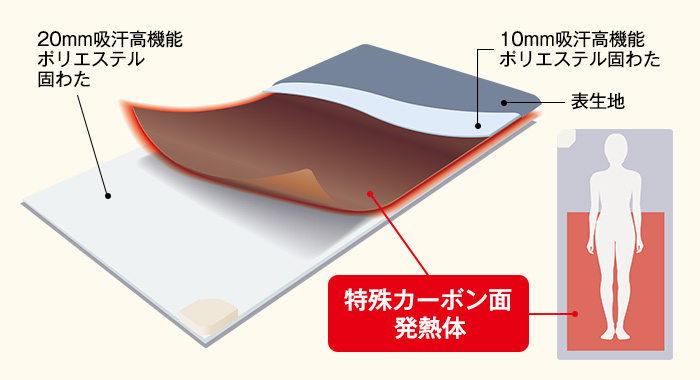 20mm吸汗高機能
ポリエステル
固わた
10mm吸汗高機能
ポリエステル固わた
表生地
特殊カーボン面
発熱体